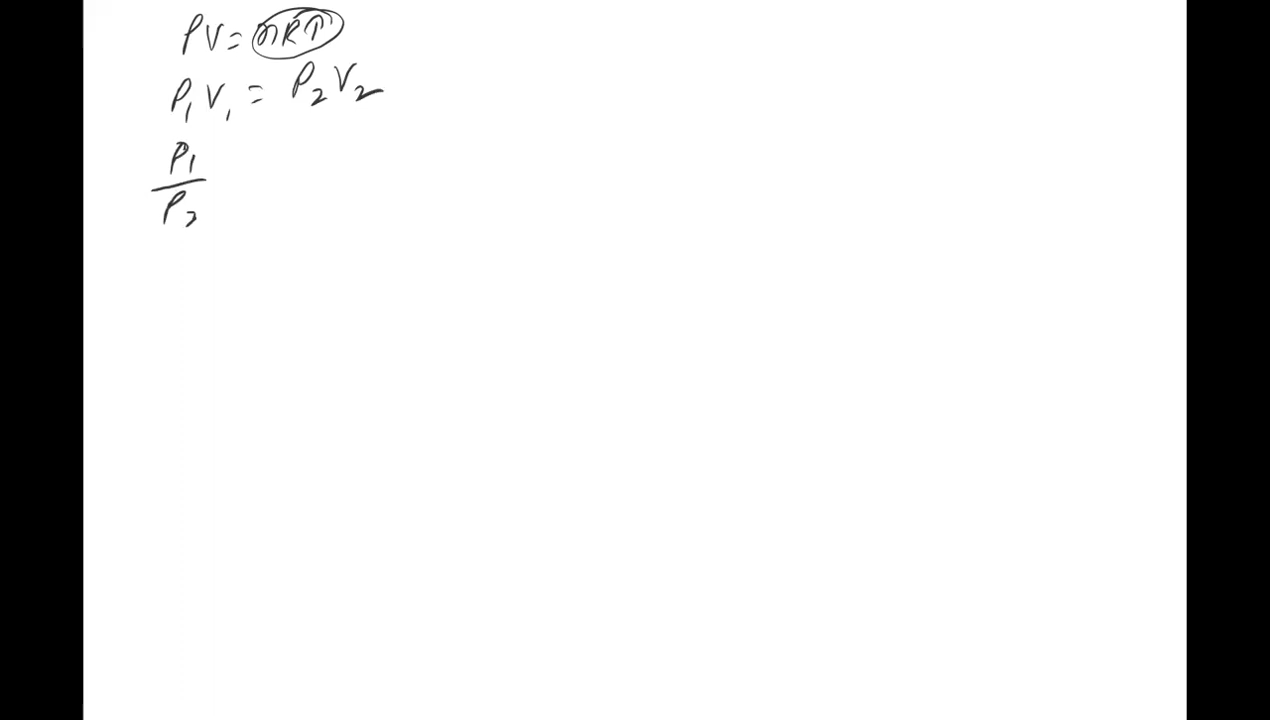 PV = nRT
P₁V₁ = P₂V₂
P₁
P₂